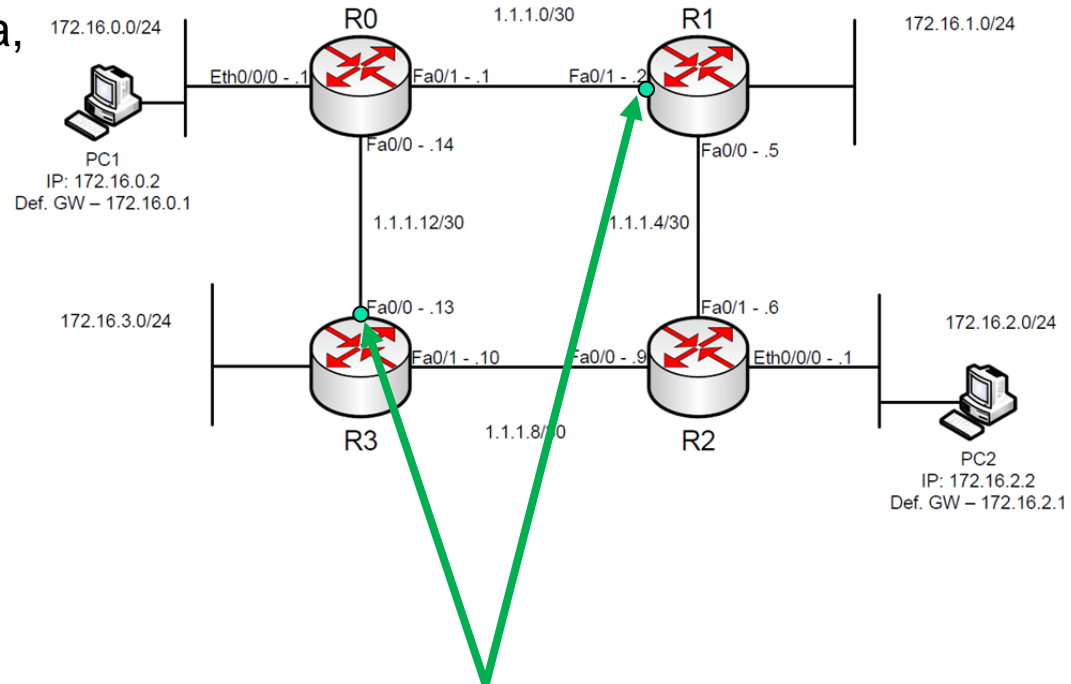 a,
172.16.0.0/24
R0
1.1.1.0/30
R1
172.16.1.0/24
Eth0/0/0 - .1
Fa0/1 - .1
Fa0/1 - .2
Fa0/0 - .14
Fa0/0 - .5
PC1
IP: 172.16.0.2
Def. GW – 172.16.0.1
1.1.1.12/30
1.1.1.4/30
172.16.3.0/24
Fa0/0 - .13
Fa0/1 - .6
172.16.2.0/24
Fa0/1 - .10
Fa0/0 - .9
Eth0/0/0 - .1
R3
1.1.1.8/30
R2
PC2
IP: 172.16.2.2
Def. GW – 172.16.2.1